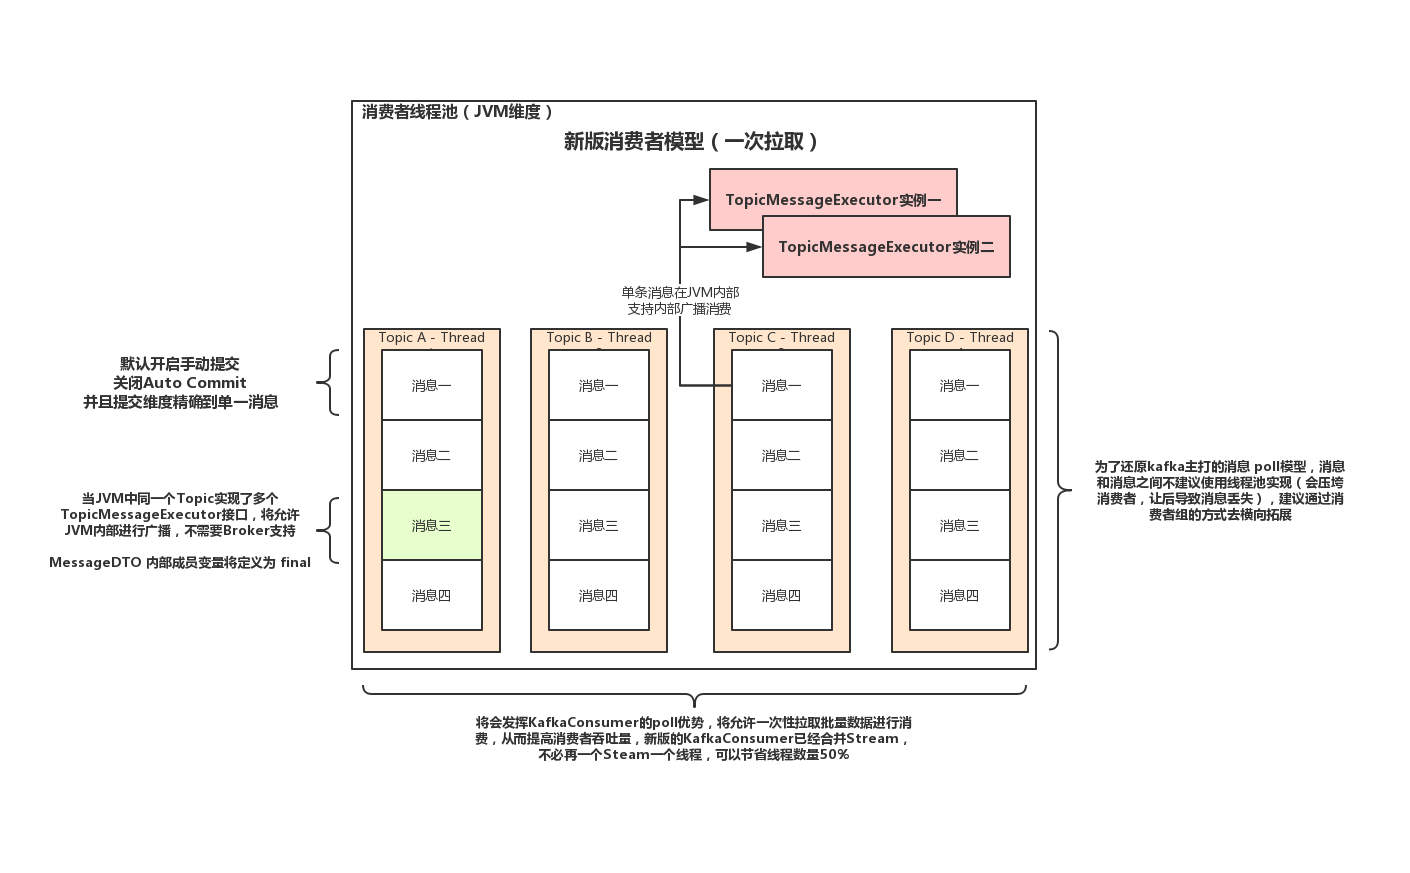 消费者线程池（JVM维度）
新版消费者模型（一次拉取）
TopicMessageExecutor实例一
TopicMessageExecutor实例二
单条消息在JVM内部
支持内部广播消费
Topic A - Thread
消息一
消息二
消息三
消息四
Topic B - Thread
消息一
消息二
消息三
消息四
Topic C - Thread
消息一
消息二
消息三
消息四
Topic D - Thread
消息一
消息二
消息三
消息四
默认开启手动提交
关闭Auto Commit
并且提交维度精确到单一消息
当JVM中同一个Topic实现了多个
TopicMessageExecutor接口，将允许
JVM内部进行广播，不需要Broker支持
MessageDTO 内部成员变量将定义为 final
为了还原kafka主打的消息 poll模型，消息
和消息之间不建议使用线程池实现（会压垮
消费者，让后导致消息丢失），建议通过消
费者组的方式去横向拓展
将会发挥KafkaConsumer的poll优势，将允许一次性拉取批量数据进行消
费，从而提高消费者吞吐量，新版的KafkaConsumer已经合并Stream，
不必再一个Steam一个线程，可以节省线程数量50%